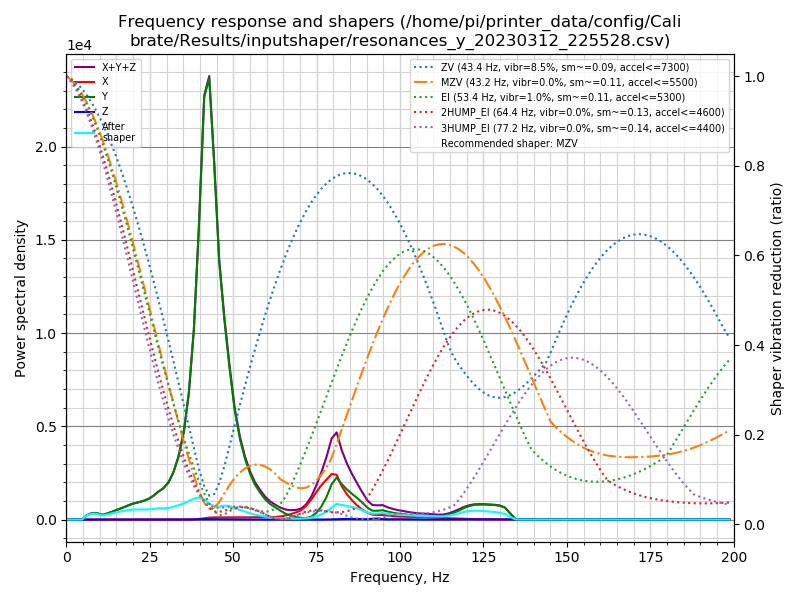 Frequency response and shapers (/home/pi/printer_data/config/Cali
brate/Results/inputshaper/resonances_y_20230312_225528.csv)
1e4
X+Y+Z
X
Y
Z
After
shaper
ZV (43.4 Hz, vibr=8.5%, sm~=0.09, accel<=7300)
MZV (43.2 Hz, vibr=0.0%, sm~=0.11, accel<=5500)
EI (53.4 Hz, vibr=1.0%, sm~=0.11, accel<=5300)
2HUMP_EI (64.4 Hz, vibr=0.0%, sm~=0.13, accel<=4600)
3HUMP_EI (77.2 Hz, vibr=0.0%, sm~=0.14, accel<=4400)
Recommended shaper: MZV
Power spectral density
2.0
1.5
1.0
0.5
0.0
1.0
0.8
0.6
0.4
0.2
0.0
Shaper vibration reduction (ratio)
0 25 50 75 100 125 150 175 200
Frequency, Hz